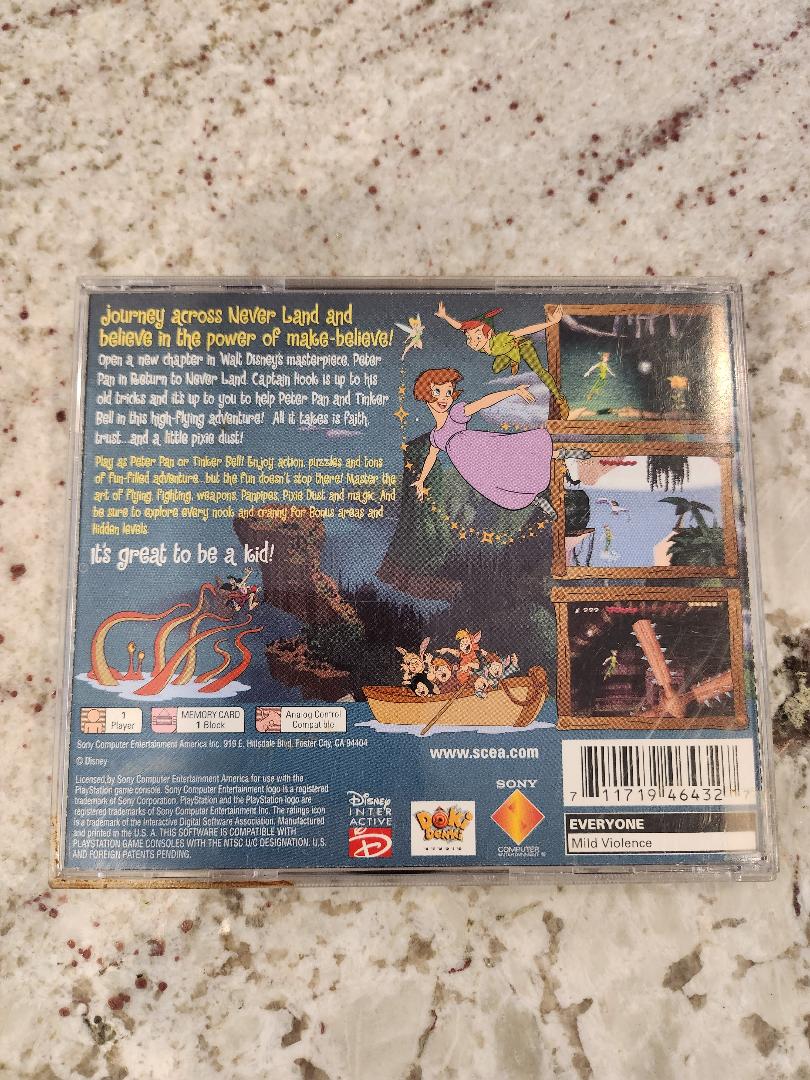 Journey across Never Land and
believe in the power of make-believe!
Open a new chapter in Walt Disney's masterpiece, Peter
Pan in Return to Never Land. Captain Hook is up to his
old tricks and it's up to you to help Peter Pan and Tinker
Bell in this high-flying adventure! All it takes is faith,
trust...and a little pixie dust!
Play as Peter Pan or Tinker Bell! Enjoy action, puzzles and tons
of fun-filled adventure...but the fun doesn't stop there! Master the
art of Flying, Fighting, weapons, Panpipes, Pixie Dust and magic. And
be sure to explore every nook and cranny for Bonus areas and
Hidden levels.
It's great to be a kid!
1
Player
MEMORY CARD
1 Block
Analog Control
Compatible
Sony Computer Entertainment America Inc. 919 E. Hillsdale Blvd. Foster City, CA 94404
© Disney
www.scea.com
Licensed by Sony Computer Entertainment America for use with the
PlayStation game console. Sony Computer Entertainment logo is a registered
trademark of Sony Corporation. PlayStation and the PlayStation logo are
registered trademarks of Sony Computer Entertainment Inc. The ratings icon
is a trademark of the Interactive Digital Software Association. Manufactured
and printed in the U.S.A. THIS SOFTWARE IS COMPATIBLE WITH
PLAYSTATION GAME CONSOLES WITH THE NTSC U/C DESIGNATION. U.S.
AND FOREIGN PATENTS PENDING.
DISNEY
INTER
ACTIVE
DOKI
DENKI
SONY
COMPUTER
ENTERTAINMENT ®
7 11719 46432 7
EVERYONE
Mild Violence